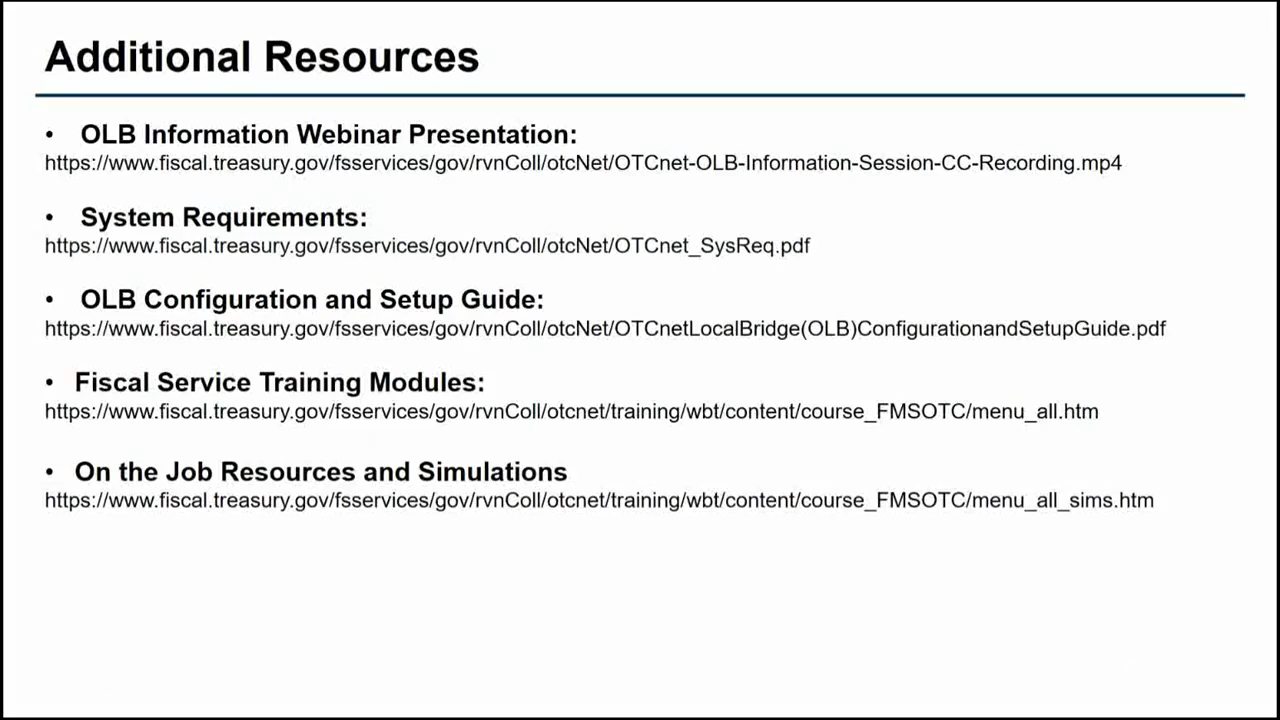 Additional Resources
• OLB Information Webinar Presentation:
https://www.fiscal.treasury.gov/fsservices/gov/rvnColl/otcNet/OTCnet-OLB-Information-Session-CC-Recording.mp4
• System Requirements:
https://www.fiscal.treasury.gov/fsservices/gov/rvnColl/otcNet/OTCnet_SysReq.pdf
• OLB Configuration and Setup Guide:
https://www.fiscal.treasury.gov/fsservices/gov/rvnColl/otcNet/OTCnetLocalBridge(OLB)ConfigurationandSetupGuide.pdf
• Fiscal Service Training Modules:
https://www.fiscal.treasury.gov/fsservices/gov/rvnColl/otcnet/training/wbt/content/course_FMSOTC/menu_all.htm
• On the Job Resources and Simulations
https://www.fiscal.treasury.gov/fsservices/gov/rvnColl/otcnet/training/wbt/content/course_FMSOTC/menu_all_sims.htm